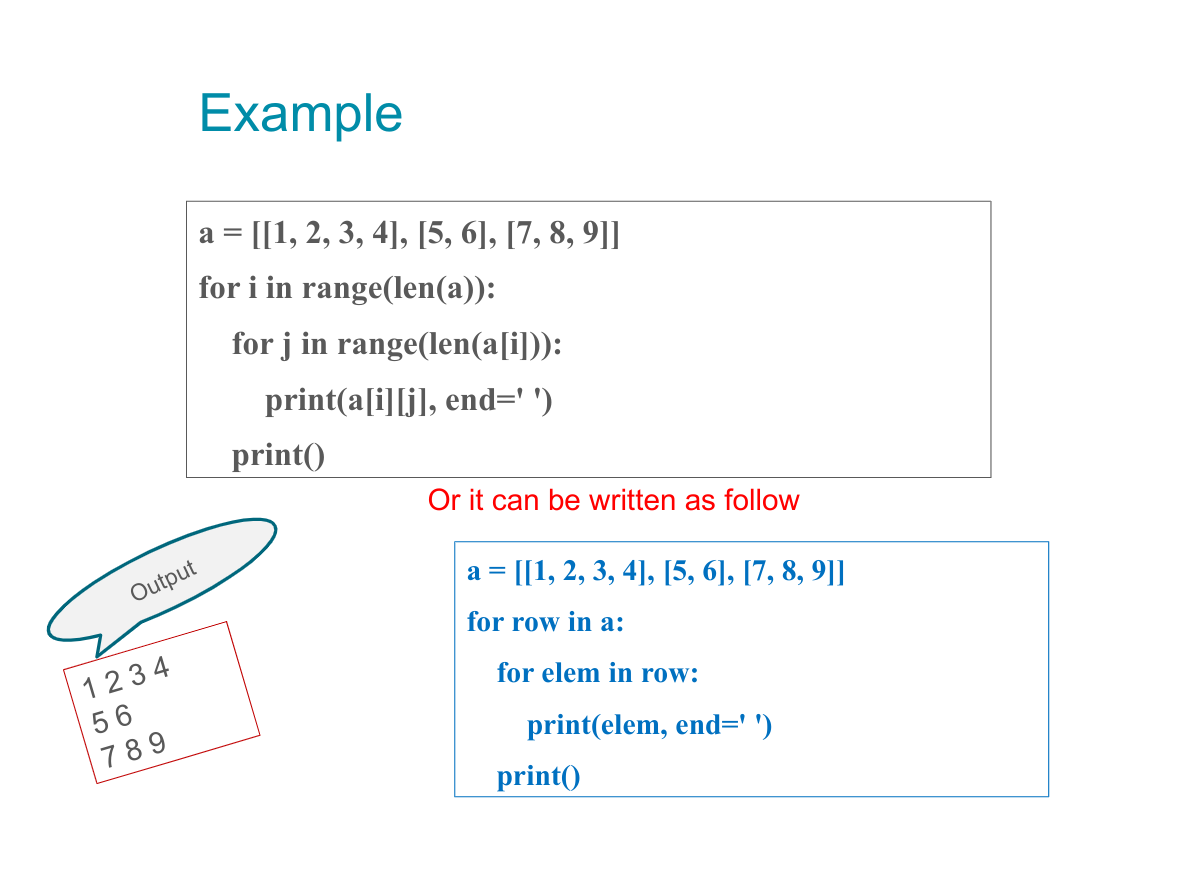 Example
a = [[1, 2, 3, 4], [5, 6], [7, 8, 9]]
for i in range(len(a)):
    for j in range(len(a[i])):
        print(a[i][j], end=' ')
    print()
Or it can be written as follow
Output
1 2 3 4
5 6
7 8 9
a = [[1, 2, 3, 4], [5, 6], [7, 8, 9]]
for row in a:
    for elem in row:
        print(elem, end=' ')
    print()